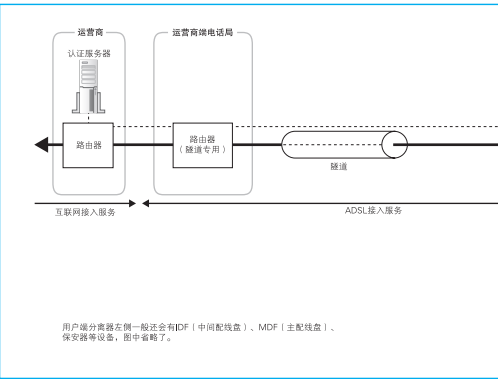 运营商
运营商端电话局
认证服务器
路由器
路由器
（隧道专用）
隧道
互联网接入服务
ADSL接入服务
用户端分离器左侧一般还会有IDF（中间配线盘）、MDF（主配线盘）、
保安器等设备，图中省略了。